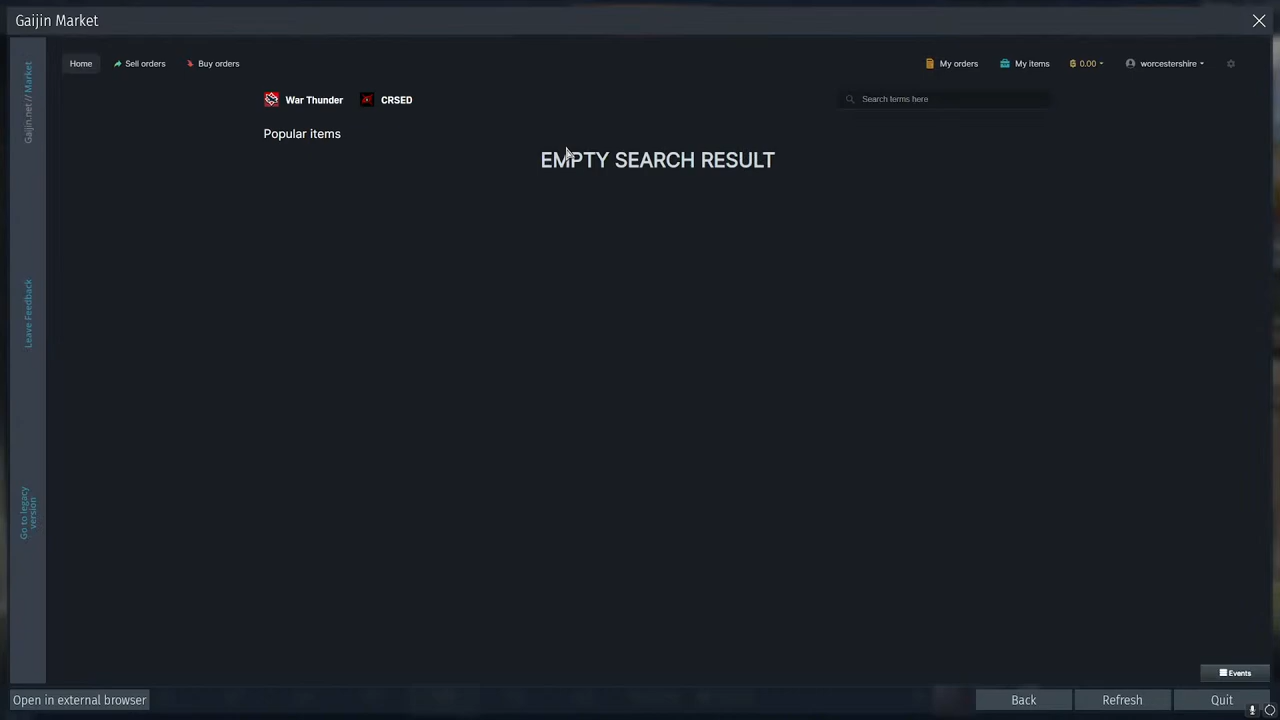 Gaijin Market
Gaijin.net // Market
Leave Feedback
Go to legacy
version
Home
Sell orders
Buy orders
My orders
My items
0.00
worcestershire
War Thunder
CRSED
Search terms here
Popular items
EMPTY SEARCH RESULT
Events
Open in external browser
Back
Refresh
Quit